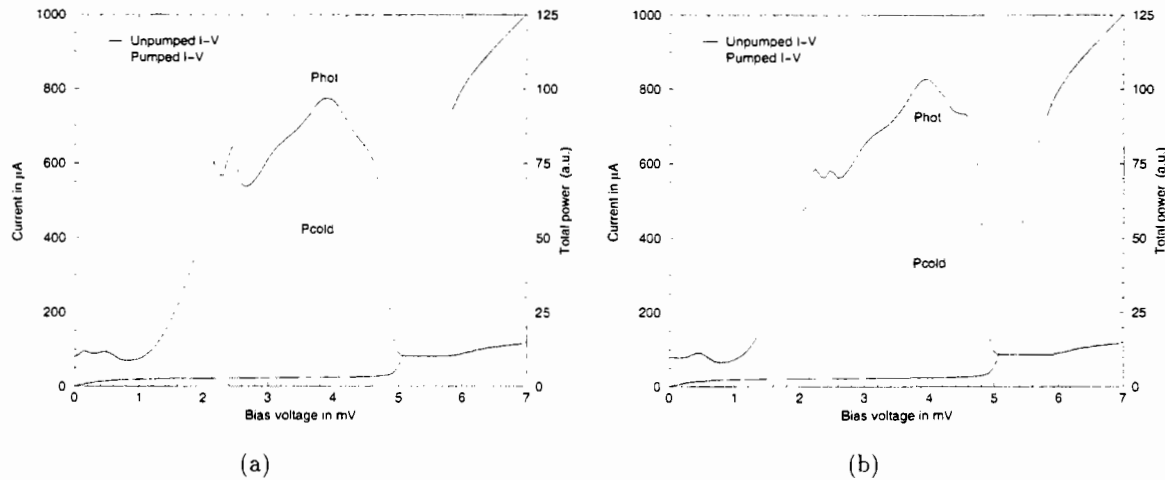 1000
800
600
400
200
0
Current in µA
— Unpumped I–V
Pumped I–V
Phot
Pcold
125
100
75
50
25
0
Total power (a.u.)
0 1 2 3 4 5 6 7
Bias voltage in mV
(a)
1000
800
600
400
200
0
Current in µA
— Unpumped I–V
Pumped I–V
Phot
Pcold
125
100
75
50
25
0
Total power (a.u.)
0 1 2 3 4 5 6 7
Bias voltage in mV
(b)